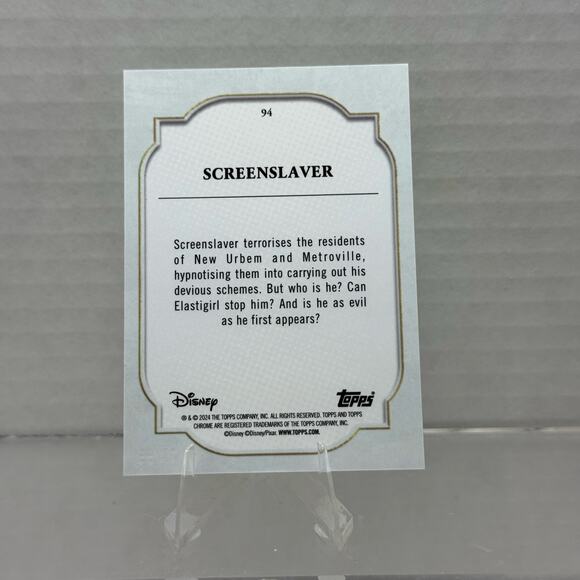 94
SCREENSLAVER
Screenslaver terrorises the residents
of New Urbem and Metroville,
hypnotising them into carrying out his
devious schemes. But who is he? Can
Elastigirl stop him? And is he as evil
as he first appears?
Disney
topps®
® & © 2024 THE TOPPS COMPANY, INC. ALL RIGHTS RESERVED. TOPPS AND TOPPS
CHROME ARE REGISTERED TRADEMARKS OF THE TOPPS COMPANY, INC.
©Disney ©Disney/Pixar. WWW.TOPPS.COM.